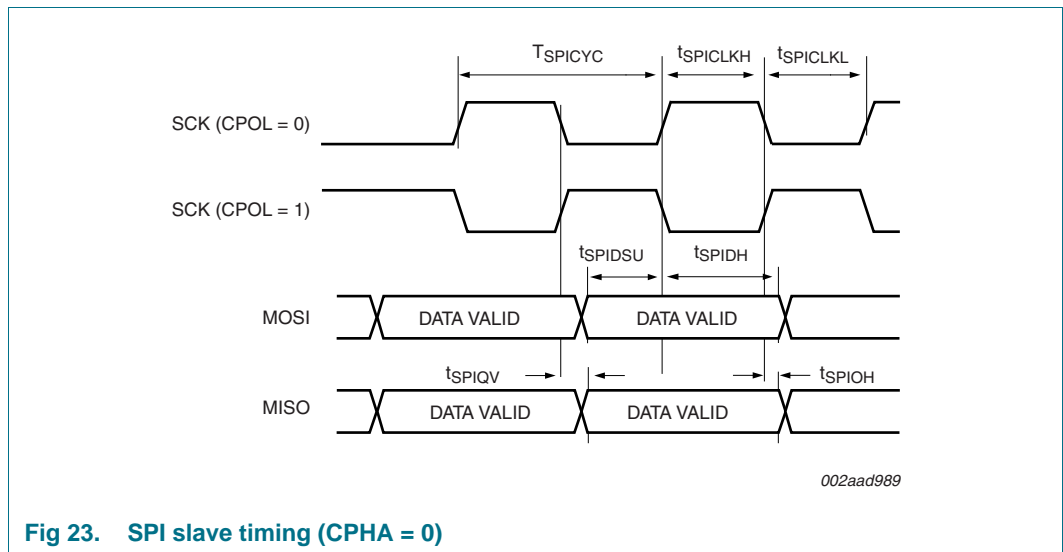 TSPICYC tSPICLKH tSPICLKL
SCK (CPOL = 0)
SCK (CPOL = 1)
tSPIDSU tSPIDH
MOSI DATA VALID DATA VALID
tSPIQV tSPIOH
MISO DATA VALID DATA VALID
002aad989
Fig 23. SPI slave timing (CPHA = 0)